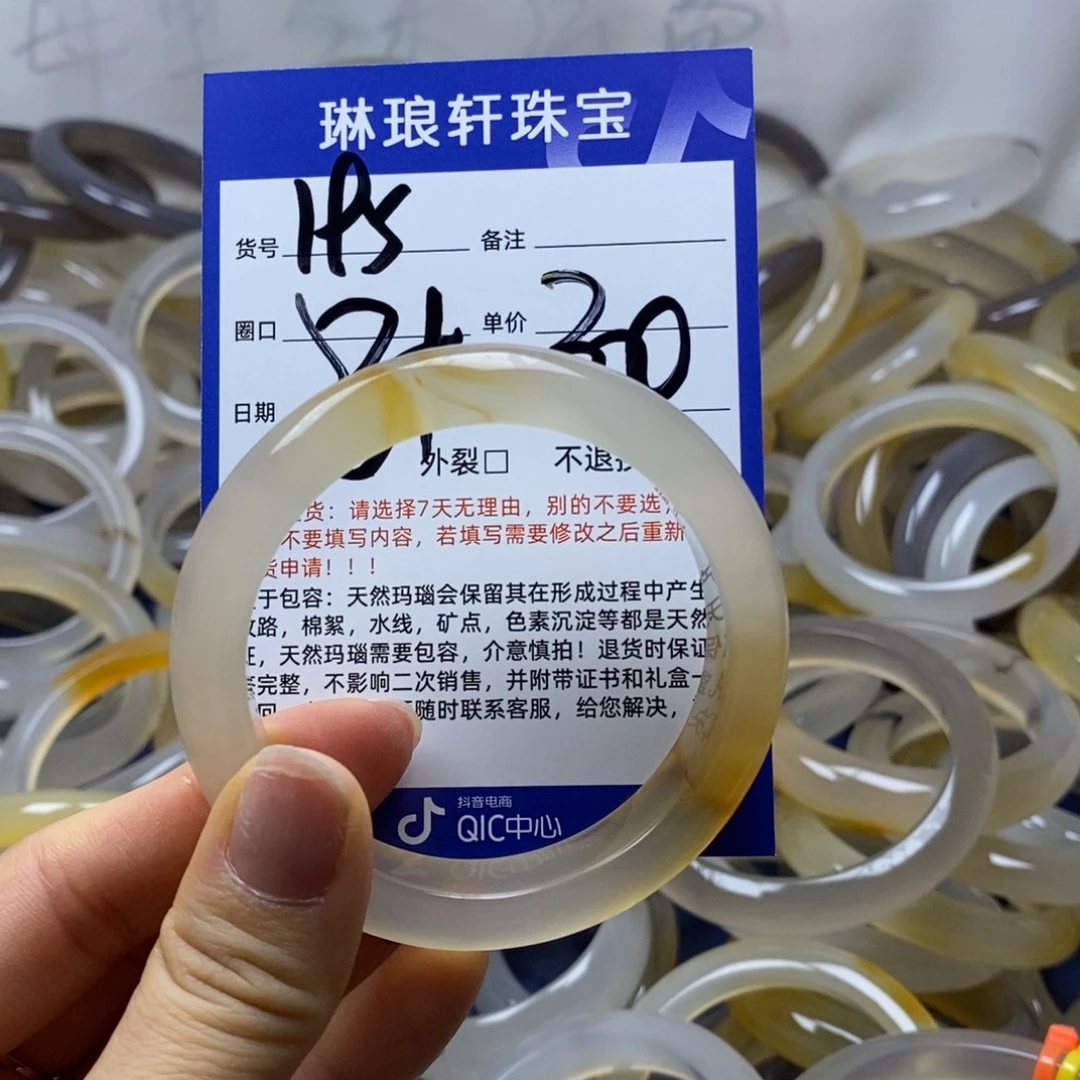 琳琅轩珠宝
货号 备注
圈口 单价 300
日期
外裂□ 不退
货：请选择7天无理由，别的不要选
不要填写内容，若填写需要修改之后重新
货申请！！！
于包容：天然玛瑙会保留其在形成过程中产生
路，棉絮，水线，矿点，色素沉淀等都是天然
，天然玛瑙需要包容，介意慎拍！退货时保证
完整，不影响二次销售，并附带证书和礼盒一
随时联系客服，给您解决，
抖音电商
QIC中心